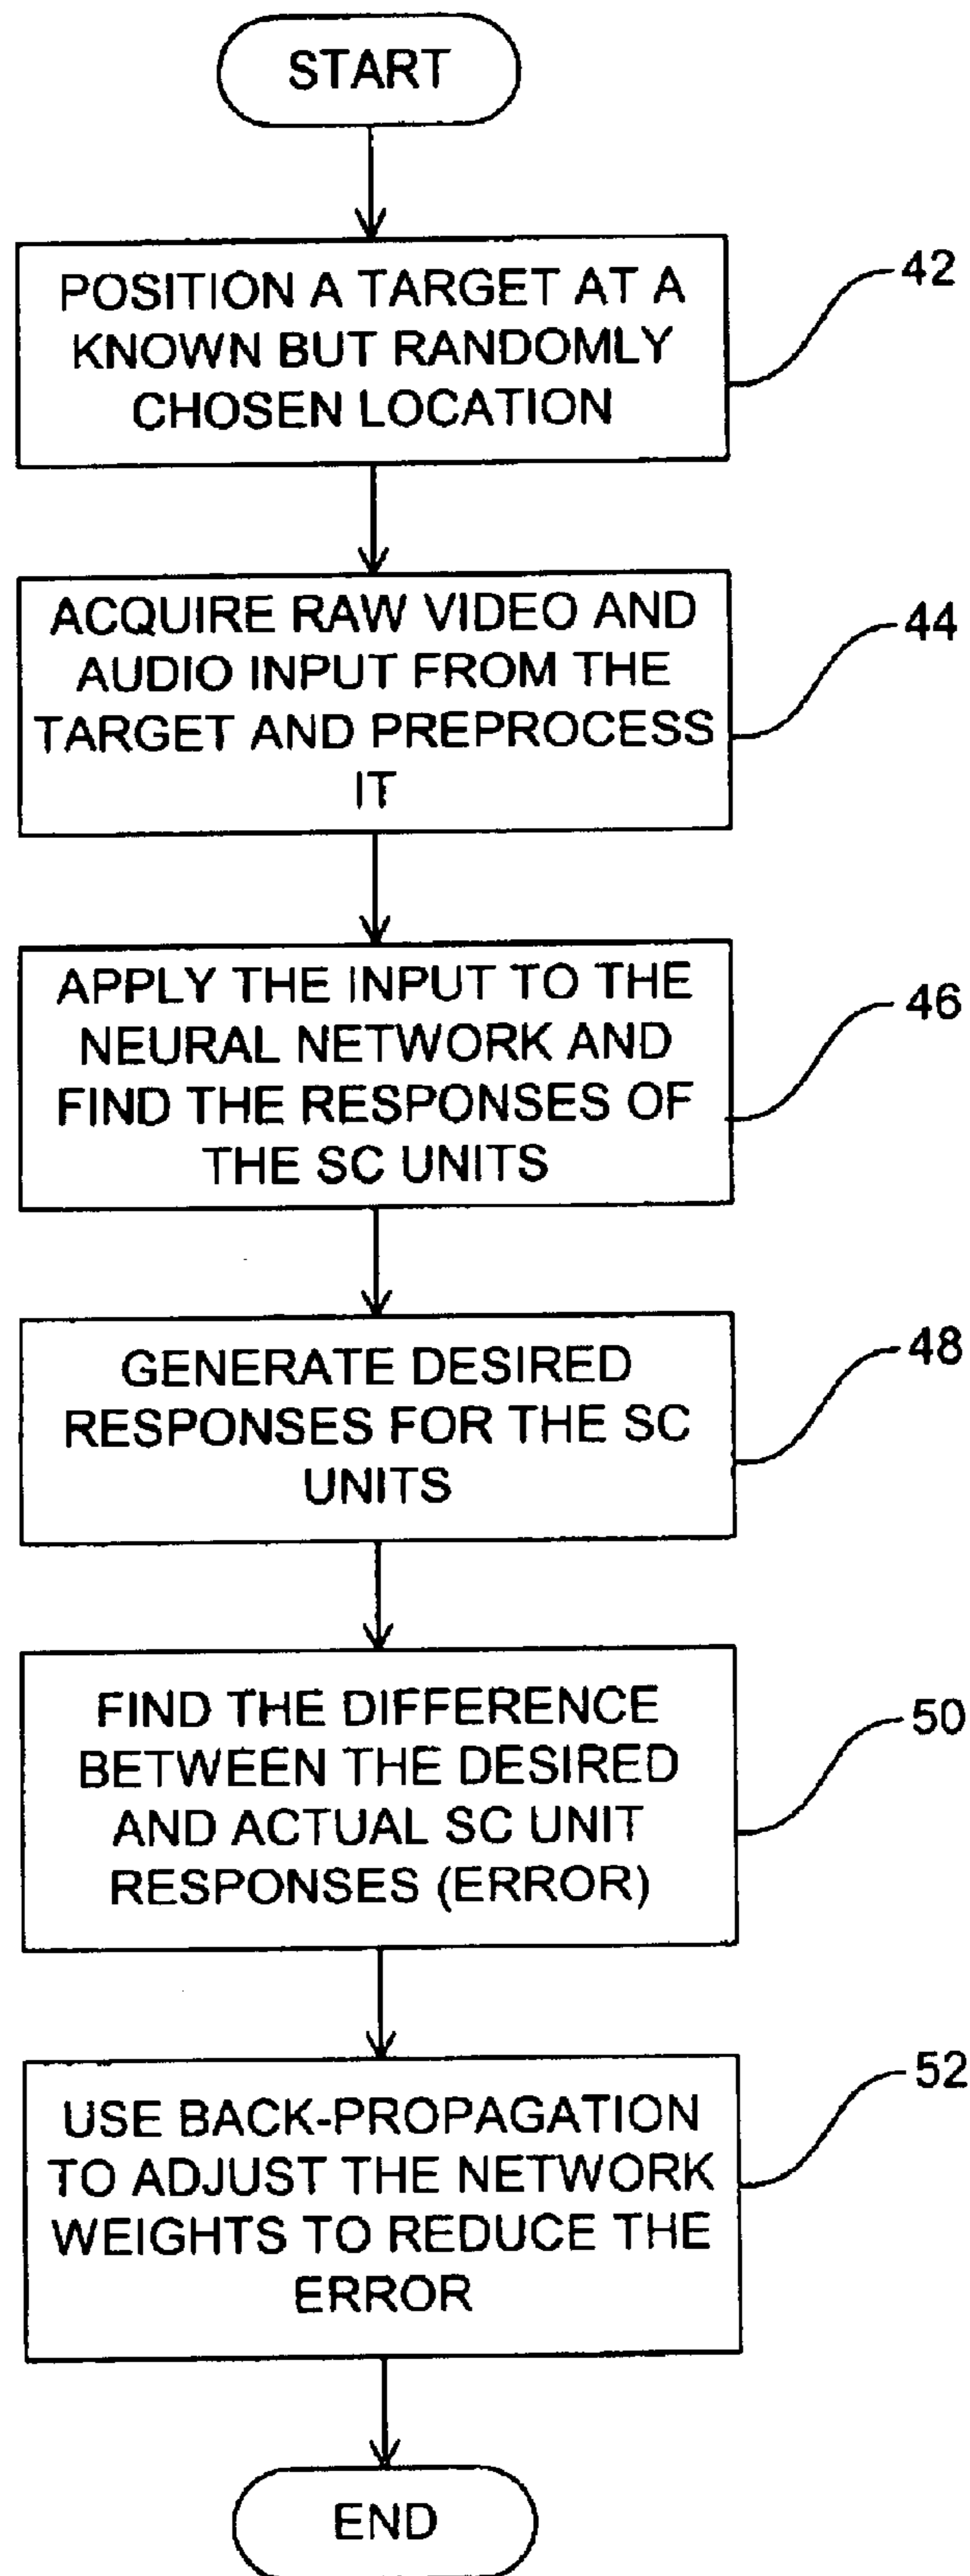 START
POSITION A TARGET AT A
KNOWN BUT RANDOMLY
CHOSEN LOCATION
42
ACQUIRE RAW VIDEO AND
AUDIO INPUT FROM THE
TARGET AND PREPROCESS
IT
44
APPLY THE INPUT TO THE
NEURAL NETWORK AND
FIND THE RESPONSES OF
THE SC UNITS
46
GENERATE DESIRED
RESPONSES FOR THE SC
UNITS
48
FIND THE DIFFERENCE
BETWEEN THE DESIRED
AND ACTUAL SC UNIT
RESPONSES (ERROR)
50
USE BACK-PROPAGATION
TO ADJUST THE NETWORK
WEIGHTS TO REDUCE THE
ERROR
52
END